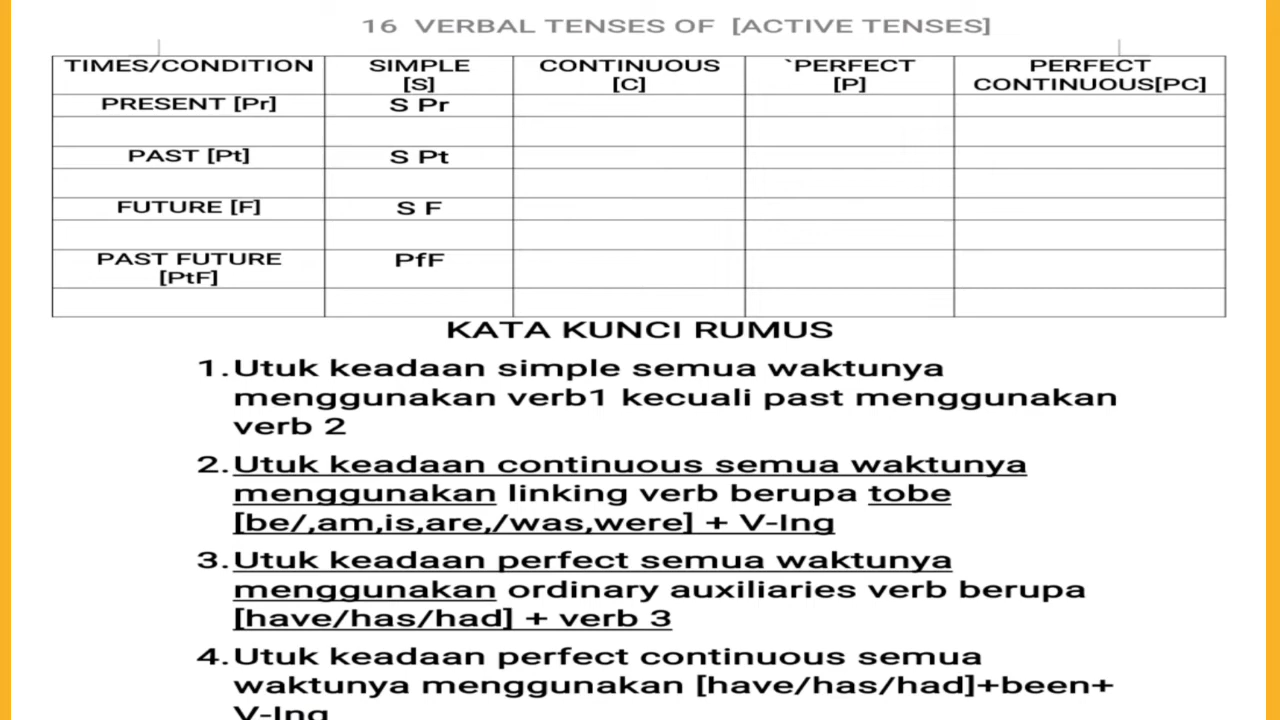 16 VERBAL TENSES OF [ACTIVE TENSES]
TIMES/CONDITION SIMPLE [S] CONTINUOUS [C] `PERFECT [P] PERFECT CONTINUOUS[PC]
PRESENT [Pr] S Pr
PAST [Pt] S Pt
FUTURE [F] S F
PAST FUTURE [PtF] PfF
KATA KUNCI RUMUS
1. Utuk keadaan simple semua waktunya
menggunakan verb1 kecuali past menggunakan
verb 2
2. Utuk keadaan continuous semua waktunya
menggunakan linking verb berupa tobe
[be/,am,is,are,/was,were] + V-Ing
3. Utuk keadaan perfect semua waktunya
menggunakan ordinary auxiliaries verb berupa
[have/has/had] + verb 3
4. Utuk keadaan perfect continuous semua
waktunya menggunakan [have/has/had]+been+
V-Ing